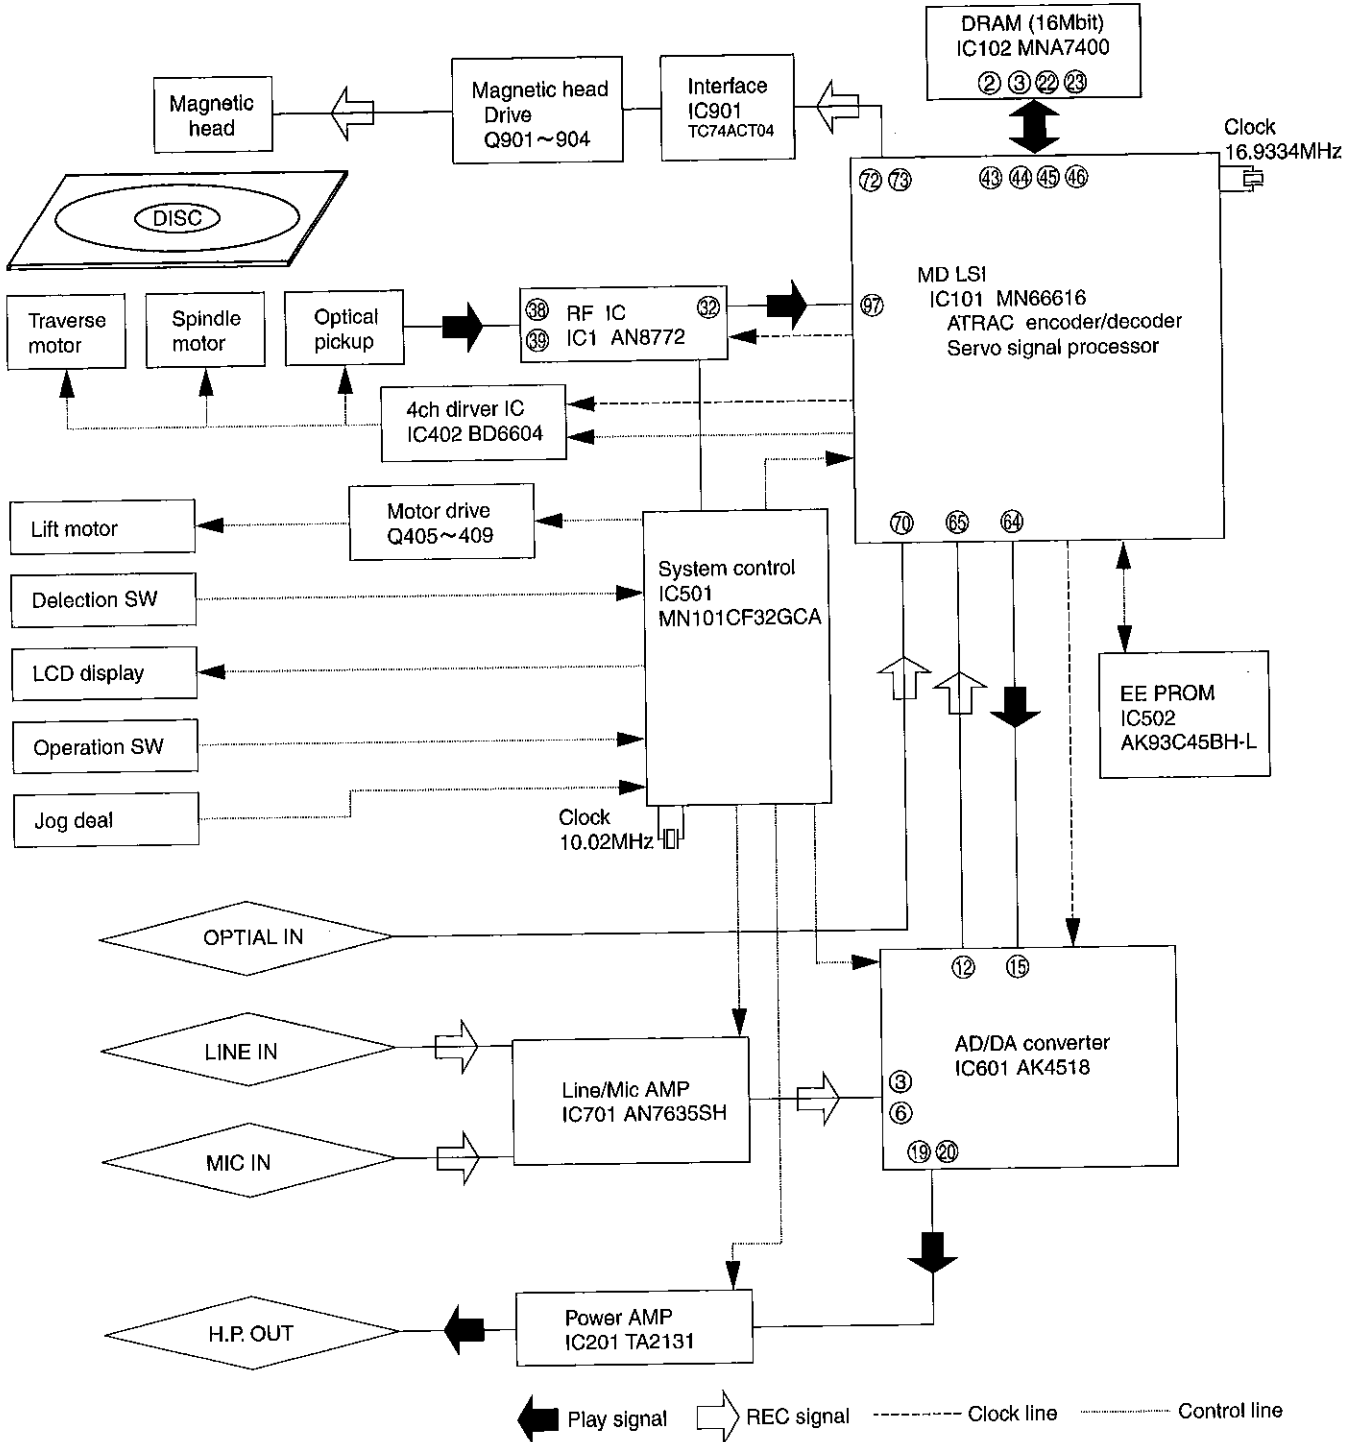 DRAM (16Mbit)
IC102 MNA7400
2 3 22 23
Magnetic
head
Magnetic head
Drive
Q901～904
Interface
IC901
TC74ACT04
Clock
16.9334MHz
72 73
43 44 45 46
DISC
MD LSI
IC101 MN66616
ATRAC encoder/decoder
Servo signal processor
Traverse
motor
Spindle
motor
Optical
pickup
38 RF IC 32
39 IC1 AN8772
97
4ch dirver IC
IC402 BD6604
Lift motor
Motor drive
Q405～409
70 65 64
System control
IC501
MN101CF32GCA
Delection SW
LCD display
Operation SW
Jog deal
EE PROM
IC502
AK93C45BH-L
Clock
10.02MHz
OPTIAL IN
12 15
LINE IN
Line/Mic AMP
IC701 AN7635SH
AD/DA converter
IC601 AK4518
3
6
MIC IN
19 20
H.P. OUT
Power AMP
IC201 TA2131
Play signal REC signal Clock line Control line